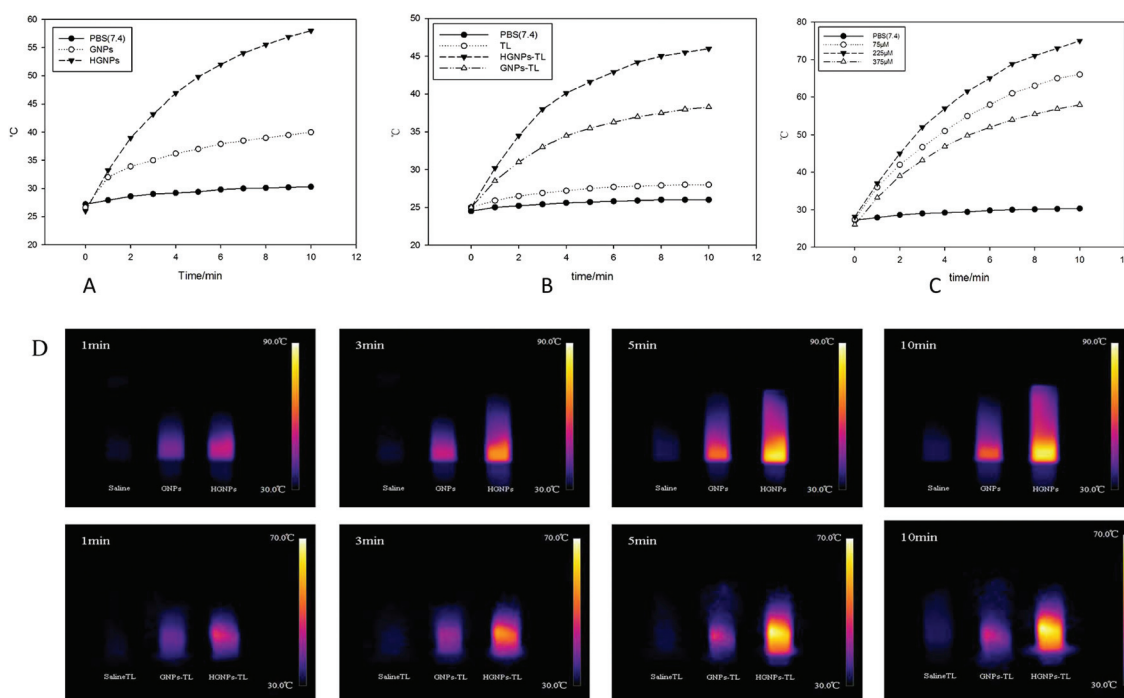 60
55
50
45
40
35
30
25
20
°C
PBS(7.4)
GNPs
HGNPs
0 2 4 6 8 10 12
Time/min
A
50
45
40
35
30
25
20
°C
PBS(7.4)
TL
HGNPs-TL
GNPs-TL
0 2 4 6 8 10 12
time/min
B
80
70
60
50
40
30
20
°C
PBS(7.4)
75μM
225μM
375μM
0 2 4 6 8 10 12
time/min
C
D
1min 90.0℃
Saline GNPs HGNPs 30.0℃
3min 90.0℃
Saline GNPs HGNPs 30.0℃
5min 90.0℃
Saline GNPs HGNPs 30.0℃
10min 90.0℃
Saline GNPs HGNPs 30.0℃
1min 70.0℃
SalineTL GNPs-TL HGNPs-TL 30.0℃
3min 70.0℃
SalineTL GNPs-TL HGNPs-TL 30.0℃
5min 70.0℃
SalineTL GNPs-TL HGNPs-TL 30.0℃
10min 70.0℃
SalineTL GNPs-TL HGNPs-TL 30.0℃